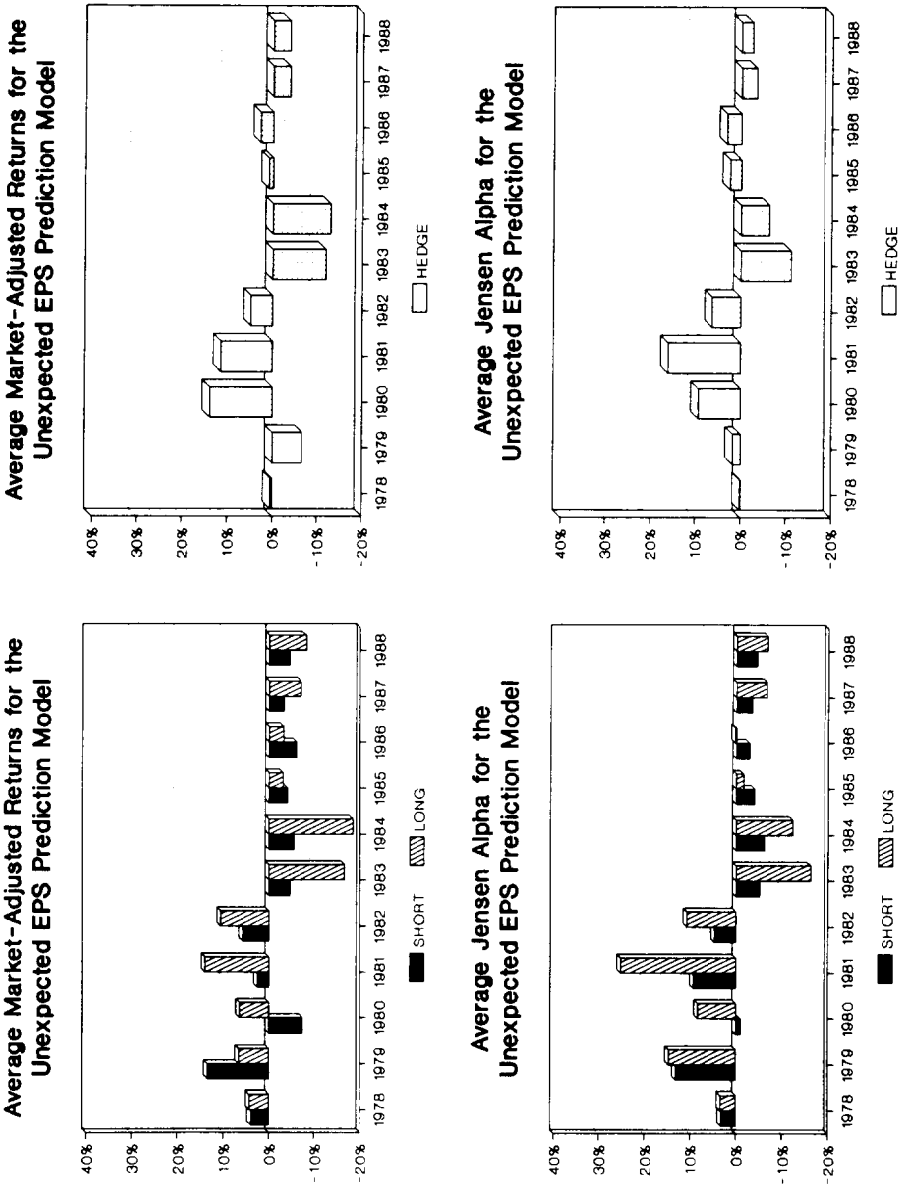 Average Market-Adjusted Returns for the
Unexpected EPS Prediction Model
40%
30%
20%
10%
0%
-10%
-20%
1978 1979 1980 1981 1982 1983 1984 1985 1986 1987 1988
SHORT LONG
Average Market-Adjusted Returns for the
Unexpected EPS Prediction Model
40%
30%
20%
10%
0%
-10%
-20%
1978 1979 1980 1981 1982 1983 1984 1985 1986 1987 1988
HEDGE
Average Jensen Alpha for the
Unexpected EPS Prediction Model
40%
30%
20%
10%
0%
-10%
-20%
1978 1979 1980 1981 1982 1983 1984 1985 1986 1987 1988
SHORT LONG
Average Jensen Alpha for the
Unexpected EPS Prediction Model
40%
30%
20%
10%
0%
-10%
-20%
1978 1979 1980 1981 1982 1983 1984 1985 1986 1987 1988
HEDGE